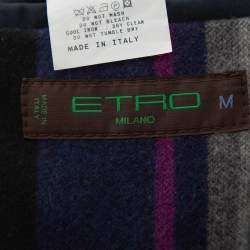 DO NOT WASH
DO NOT BLEACH
COOL IRON DRY CLEAN
DO NOT TUMBLE DRY
MADE IN ITALY
MADE IN
ITALY
ETRO M
MILANO